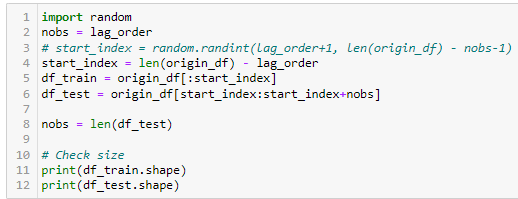 1 import random
2 nobs = lag_order
3 # start_index = random.randint(lag_order+1, len(origin_df) - nobs-1)
4 start_index = len(origin_df) - lag_order
5 df_train = origin_df[:start_index]
6 df_test = origin_df[start_index:start_index+nobs]
7
8 nobs = len(df_test)
9
10 # Check size
11 print(df_train.shape)
12 print(df_test.shape)